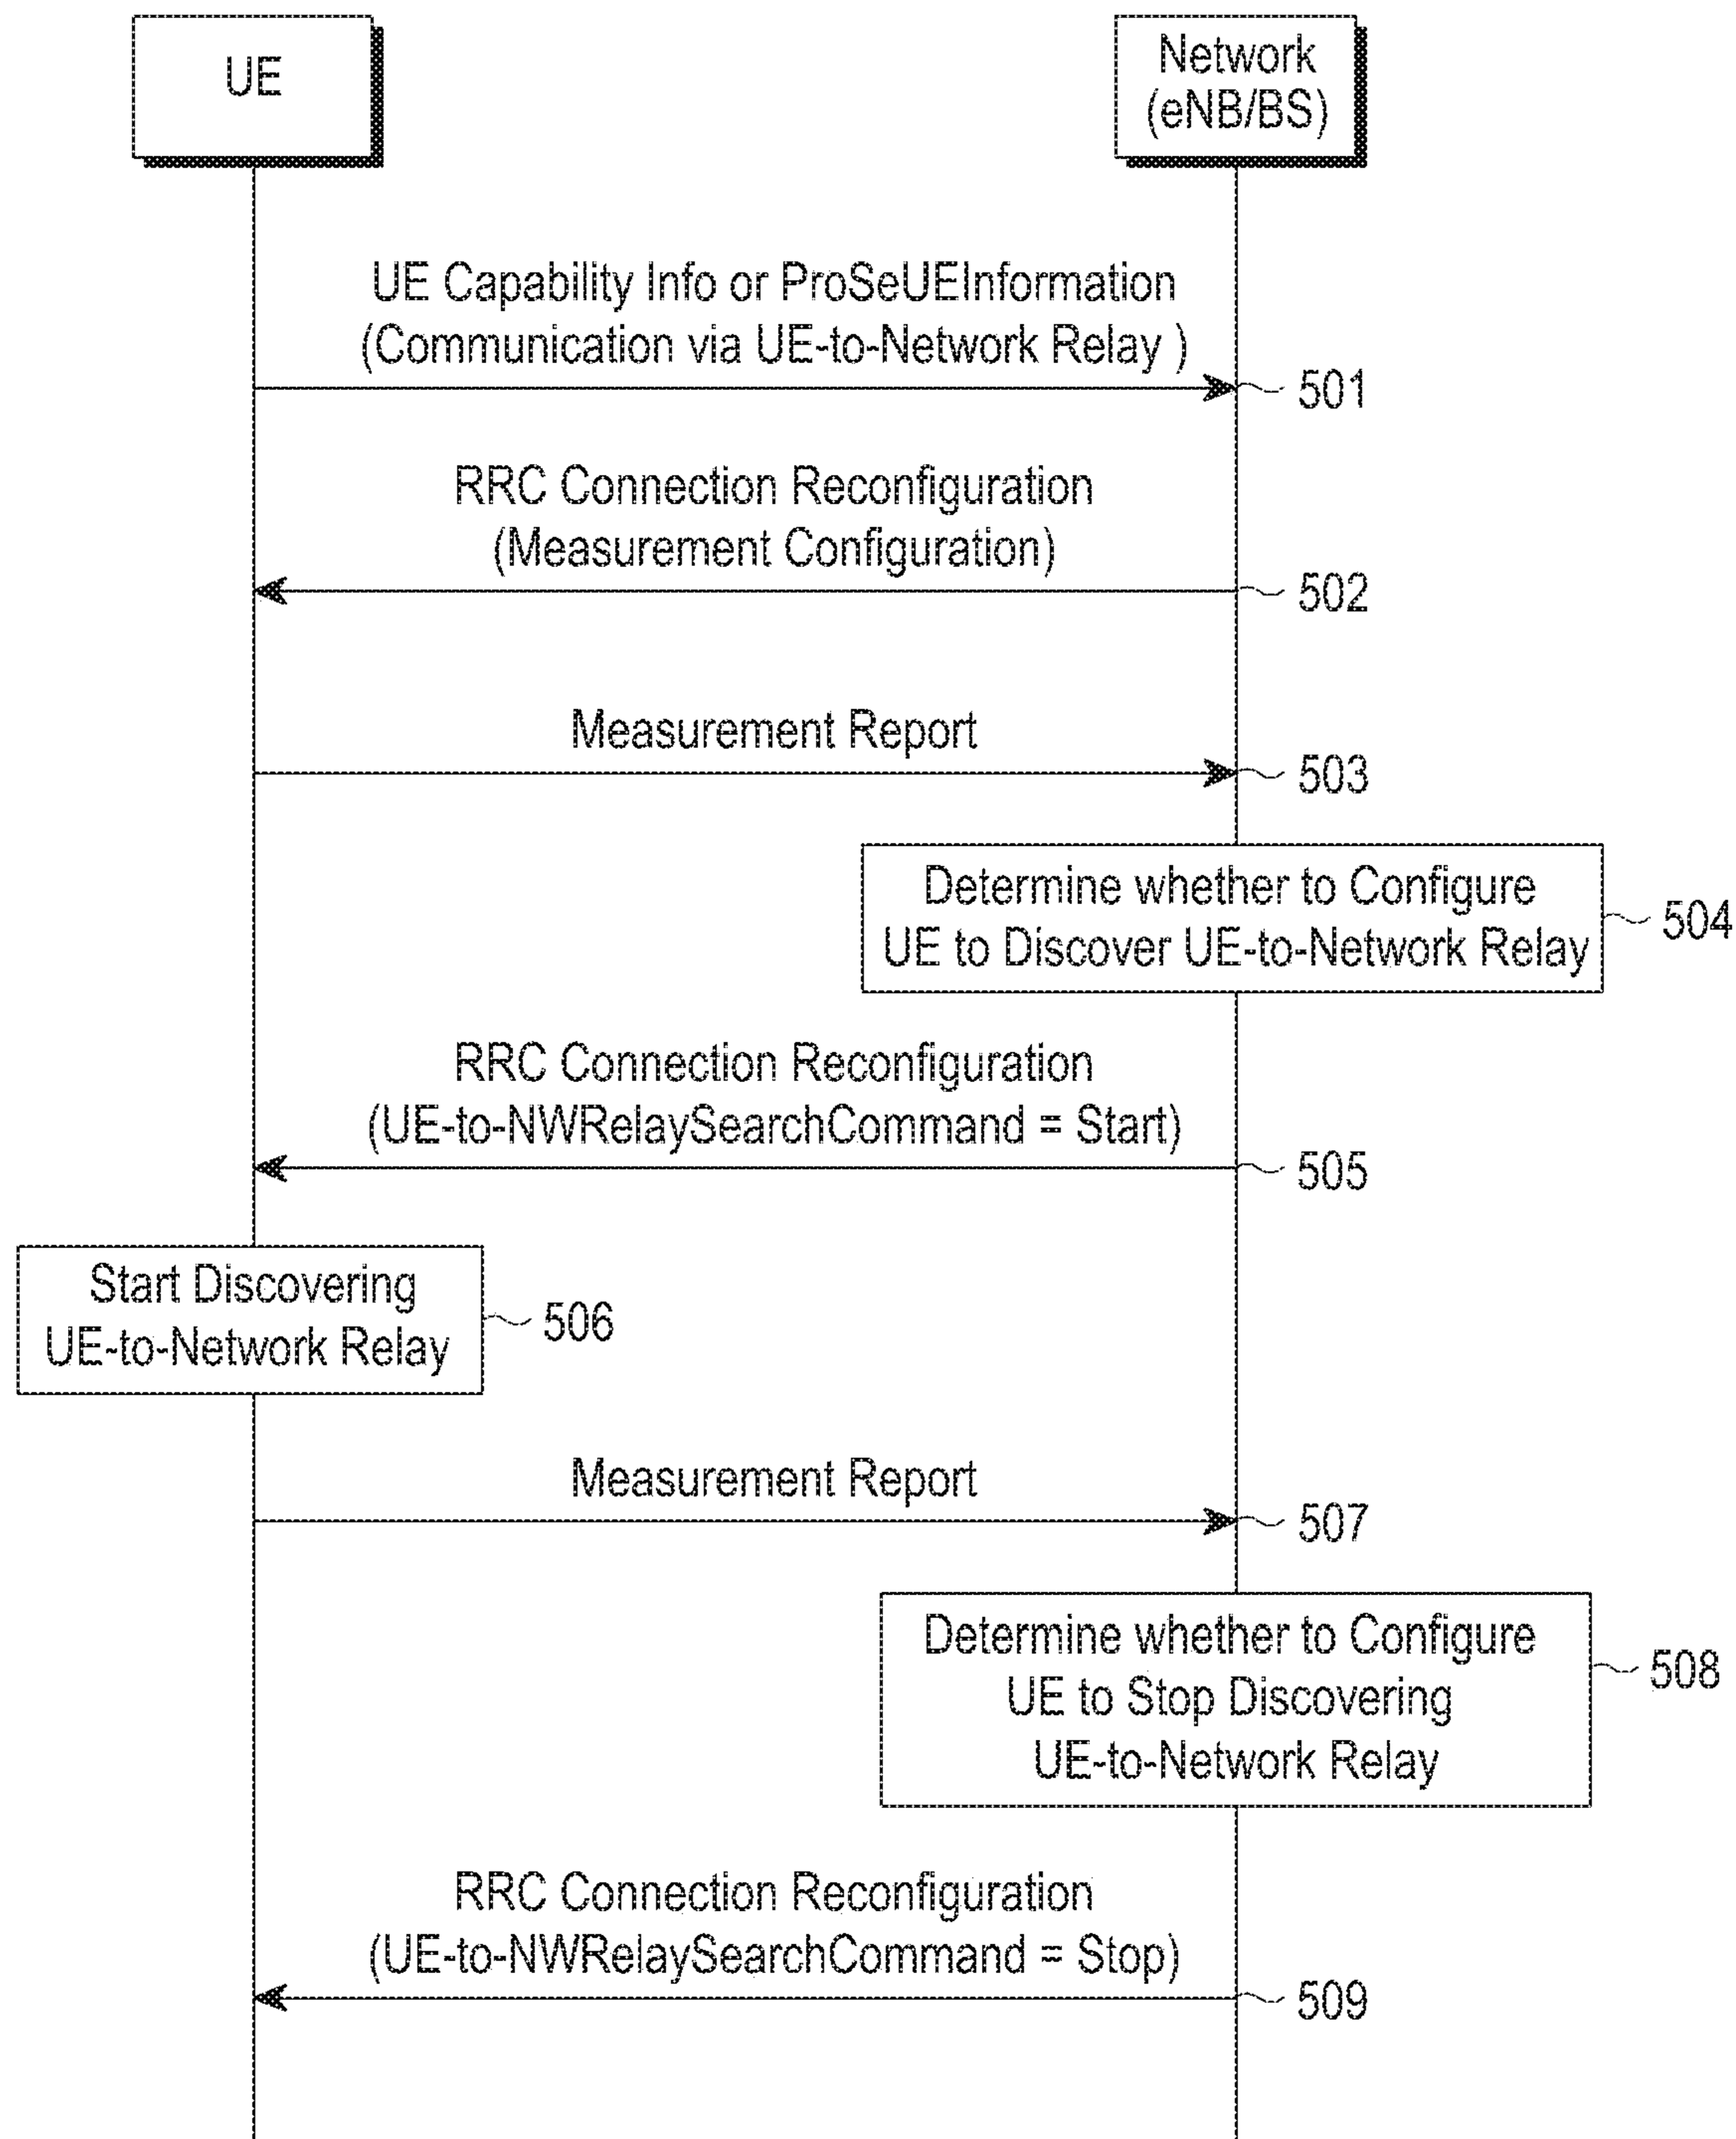 UE
Network
(eNB/BS)
UE Capability Info or ProSeUEInformation
(Communication via UE-to-Network Relay )
501
RRC Connection Reconfiguration
(Measurement Configuration)
502
Measurement Report
503
Determine whether to Configure
UE to Discover UE-to-Network Relay
504
RRC Connection Reconfiguration
(UE-to-NWRelaySearchCommand = Start)
505
Start Discovering
UE-to-Network Relay
506
Measurement Report
507
Determine whether to Configure
UE to Stop Discovering
UE-to-Network Relay
508
RRC Connection Reconfiguration
(UE-to-NWRelaySearchCommand = Stop)
509